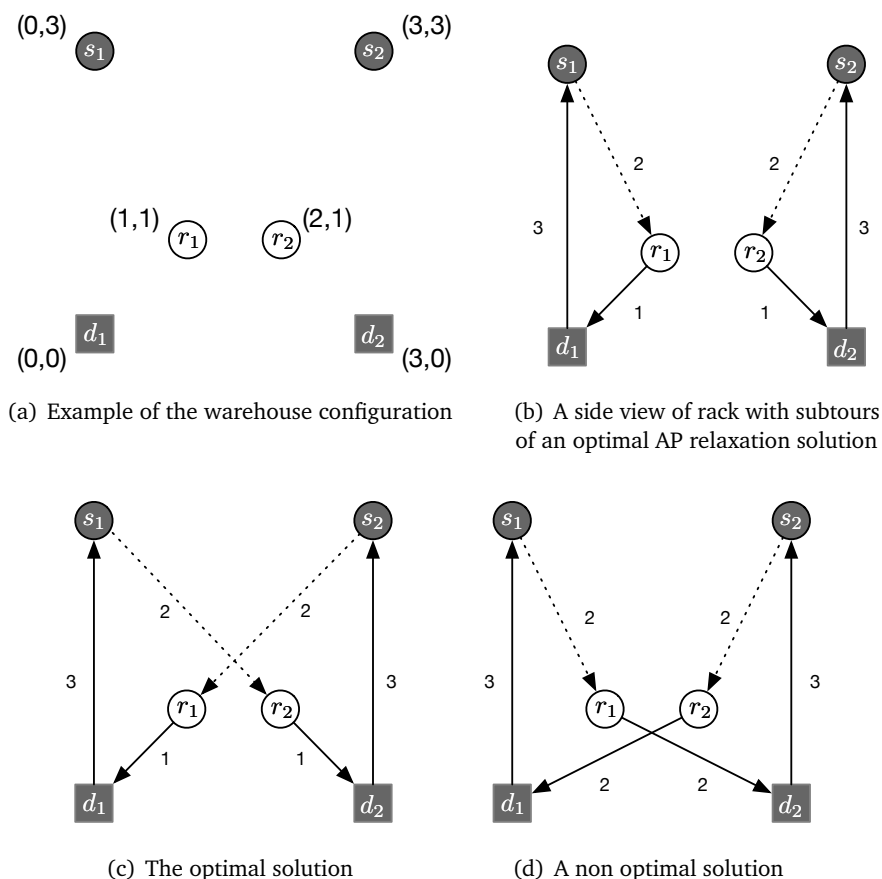 (0,3) s₁ s₂ (3,3)
(1,1) r₁ r₂ (2,1)
d₁ d₂
(0,0) (3,0)
(a) Example of the warehouse configuration
s₁ s₂
2 2
3 3
r₁ r₂
1 1
d₁ d₂
(b) A side view of rack with subtours
of an optimal AP relaxation solution
s₁ s₂
2 2
3 3
r₁ r₂
1 1
d₁ d₂
(c) The optimal solution
s₁ s₂
2 2
3 3
r₁ r₂
2 2
d₁ d₂
(d) A non optimal solution